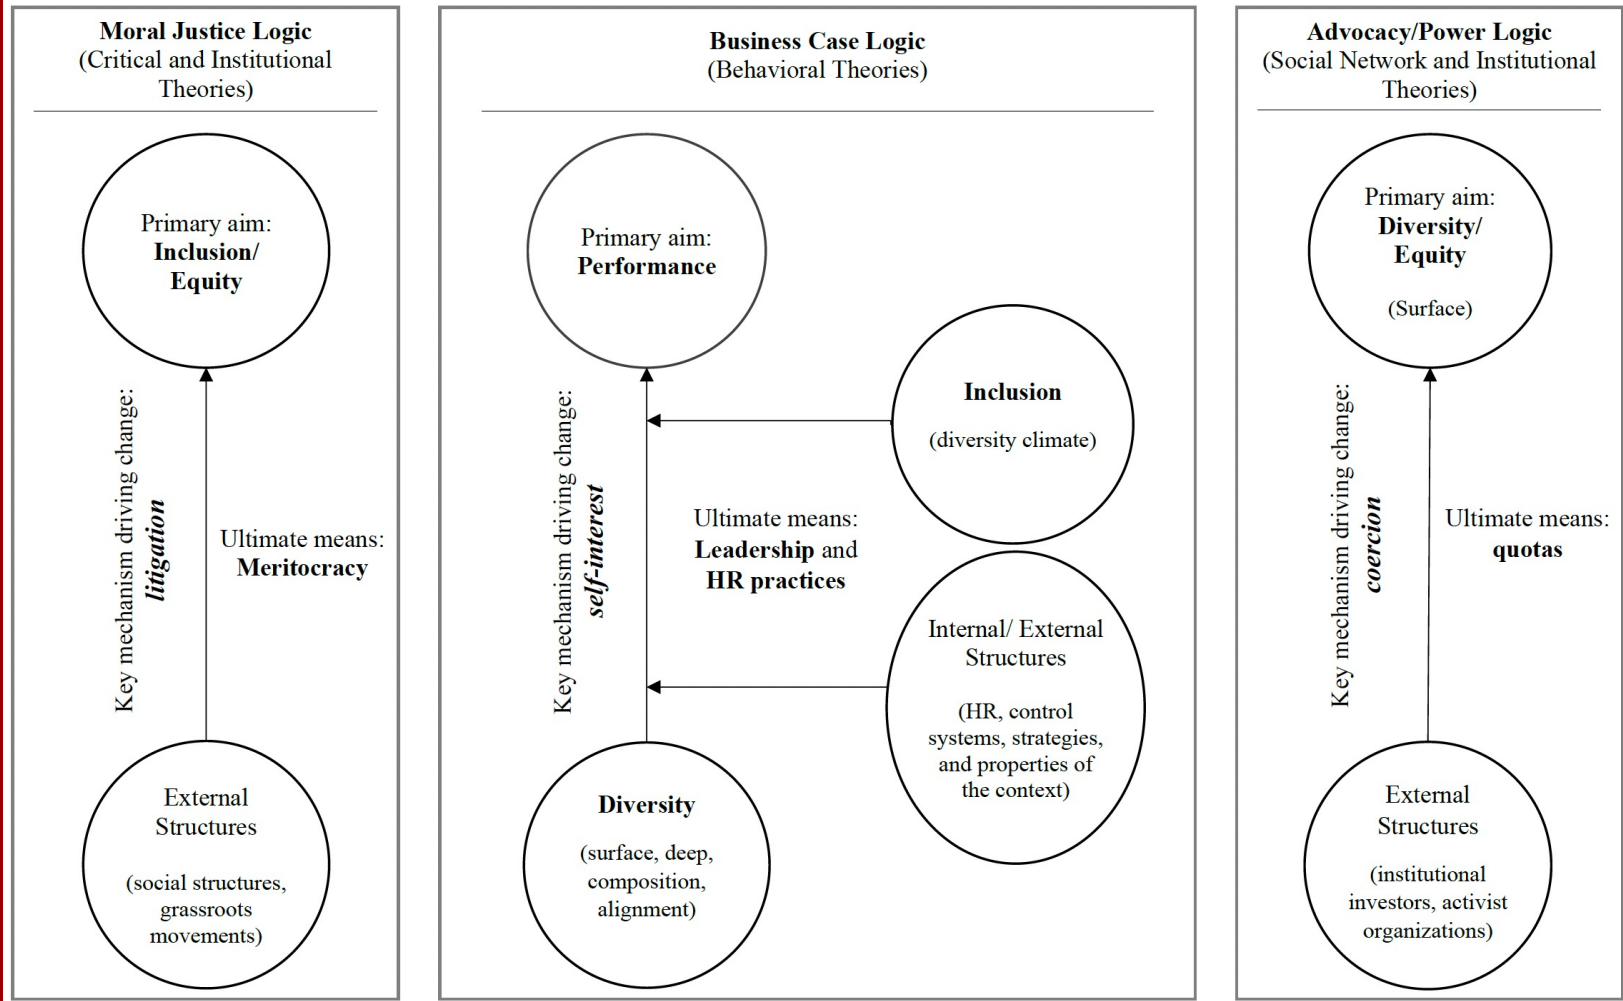 Moral Justice Logic
(Critical and Institutional
Theories)
Primary aim:
Inclusion/
Equity
Key mechanism driving change:
litigation
Ultimate means:
Meritocracy
External
Structures
(social structures,
grassroots
movements)
Business Case Logic
(Behavioral Theories)
Primary aim:
Performance
Inclusion
(diversity climate)
Key mechanism driving change:
self-interest
Ultimate means:
Leadership and
HR practices
Internal/ External
Structures
(HR, control
systems, strategies,
and properties of
the context)
Diversity
(surface, deep,
composition,
alignment)
Advocacy/Power Logic
(Social Network and Institutional
Theories)
Primary aim:
Diversity/
Equity
(Surface)
Key mechanism driving change:
coercion
Ultimate means:
quotas
External
Structures
(institutional
investors, activist
organizations)